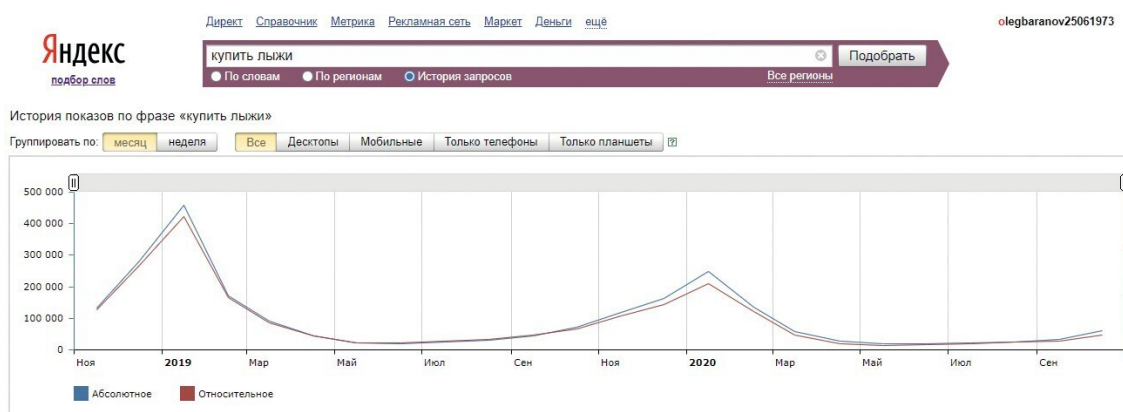 Директ Справочник Метрика Рекламная сеть Маркет Деньги ещё
olegbaranov25061973
Яндекс
подбор слов
купить лыжи
Подобрать
По словам По регионам История запросов Все регионы
История показов по фразе «купить лыжи»
Группировать по: месяц неделя Все Десктопы Мобильные Только телефоны Только планшеты ?
500 000
400 000
300 000
200 000
100 000
0
Ноя 2019 Мар Май Июл Сен Ноя 2020 Мар Май Июл Сен
Абсолютное Относительное